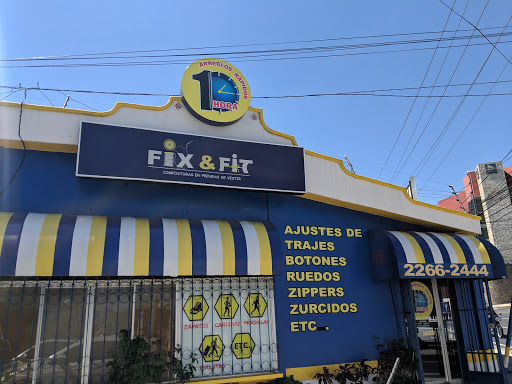 ARREGLOS RAPIDOS
1
HORA
FIX & FIT
COMPOSTURAS EN PRENDAS DE VESTIR
AJUSTES DE
TRAJES
BOTONES
RUEDOS
ZIPPERS
ZURCIDOS
ETC
2266-2444
ZAPATOS CARTERAS MOCHILAS
ETC.